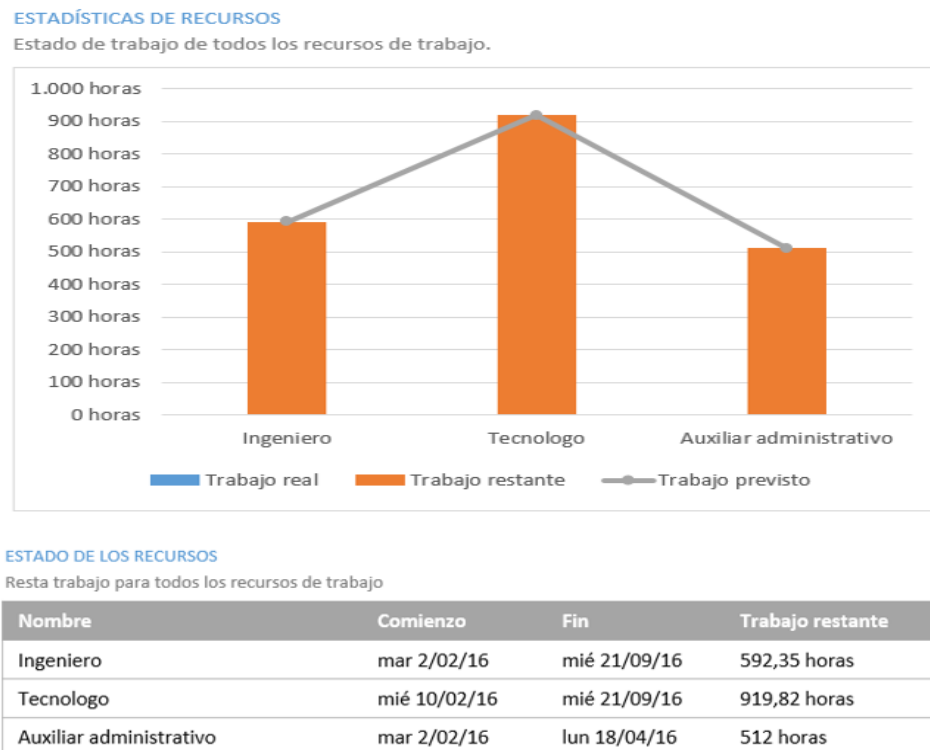 ESTADÍSTICAS DE RECURSOS
Estado de trabajo de todos los recursos de trabajo.
1.000 horas
900 horas
800 horas
700 horas
600 horas
500 horas
400 horas
300 horas
200 horas
100 horas
0 horas
Ingeniero Tecnologo Auxiliar administrativo
Trabajo real Trabajo restante Trabajo previsto
ESTADO DE LOS RECURSOS
Resta trabajo para todos los recursos de trabajo
Nombre Comienzo Fin Trabajo restante
Ingeniero mar 2/02/16 mié 21/09/16 592,35 horas
Tecnologo mié 10/02/16 mié 21/09/16 919,82 horas
Auxiliar administrativo mar 2/02/16 lun 18/04/16 512 horas